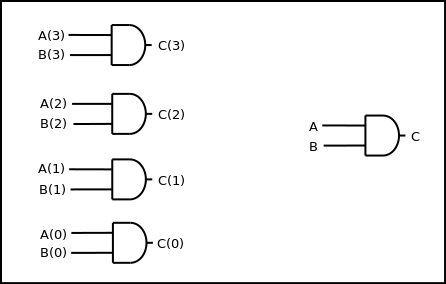 A(3)
B(3)
C(3)
A(2)
B(2)
C(2)
A(1)
B(1)
C(1)
A(0)
B(0)
C(0)
A
B
C